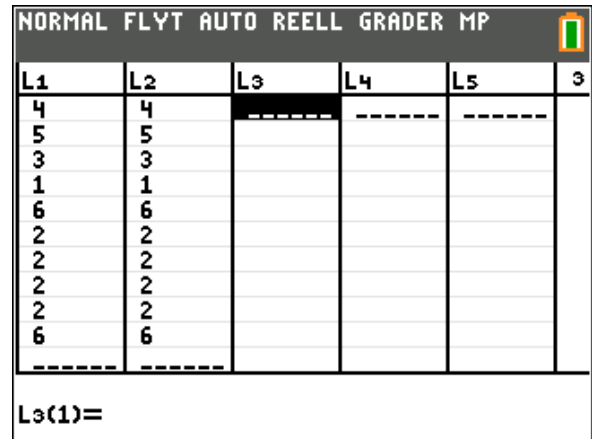 NORMAL FLYT AUTO REELL GRADER MP
L1 L2 L3 L4 L5 3
4 4 ------ ------ ------
5 5
3 3
1 1
6 6
2 2
2 2
2 2
2 2
6 6
------ ------
L3(1)=